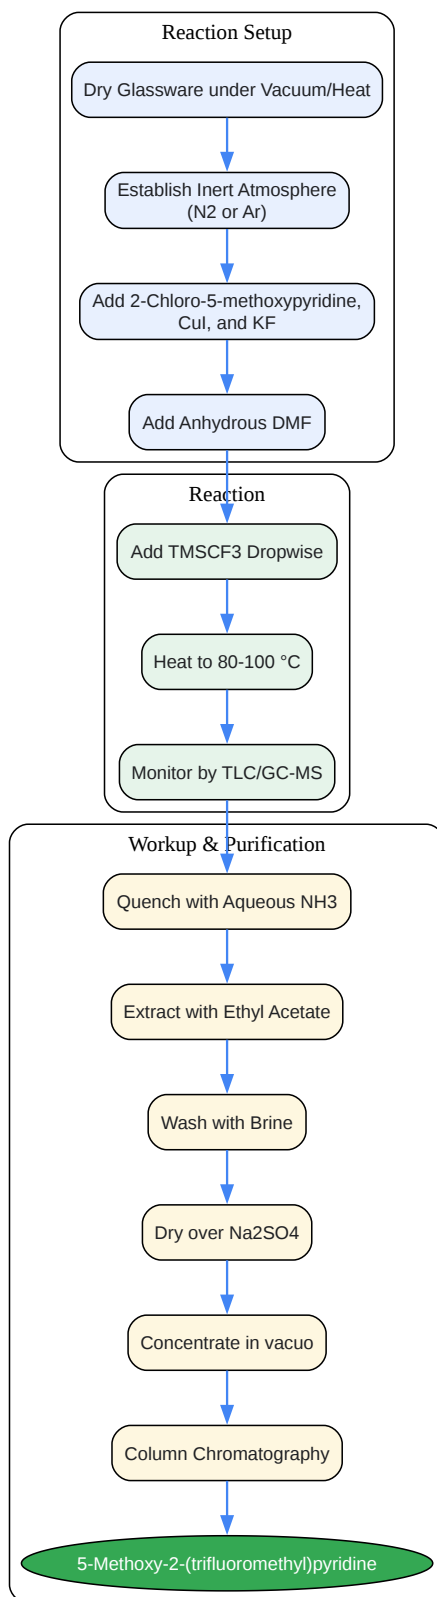 Reaction Setup
Dry Glassware under Vacuum/Heat
Establish Inert Atmosphere
(N2 or Ar)
Add 2-Chloro-5-methoxypyridine,
CuI, and KF
Add Anhydrous DMF
Reaction
Add TMSCF3 Dropwise
Heat to 80-100 °C
Monitor by TLC/GC-MS
Workup & Purification
Quench with Aqueous NH3
Extract with Ethyl Acetate
Wash with Brine
Dry over Na2SO4
Concentrate in vacuo
Column Chromatography
5-Methoxy-2-(trifluoromethyl)pyridine